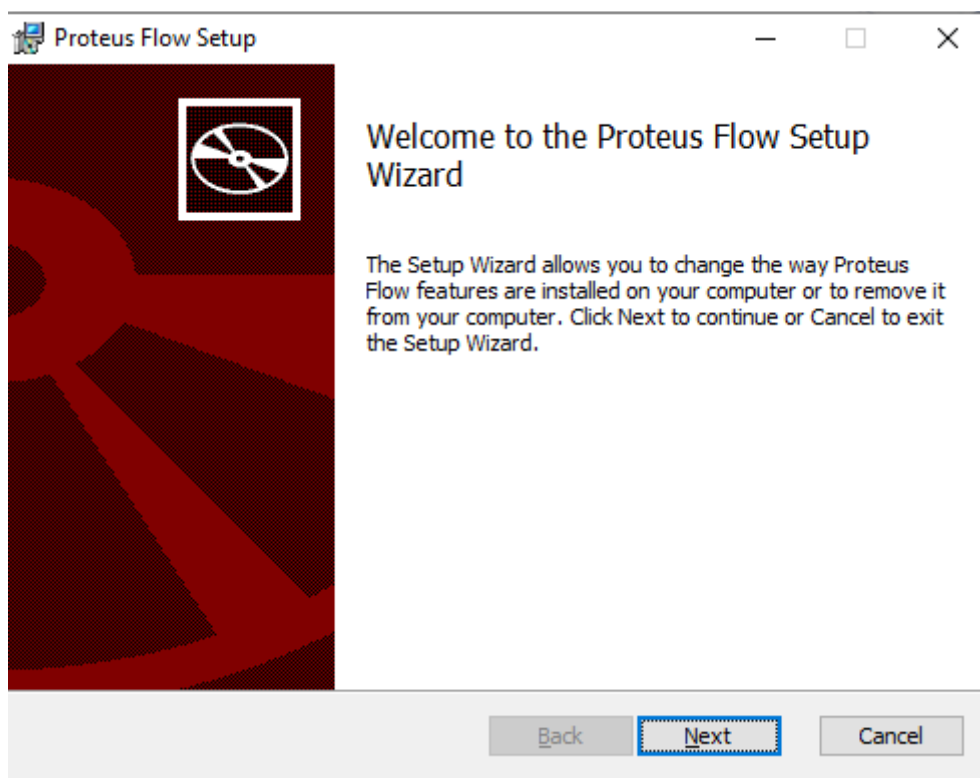 Proteus Flow Setup
Welcome to the Proteus Flow Setup
Wizard
The Setup Wizard allows you to change the way Proteus
Flow features are installed on your computer or to remove it
from your computer. Click Next to continue or Cancel to exit
the Setup Wizard.
Back Next Cancel